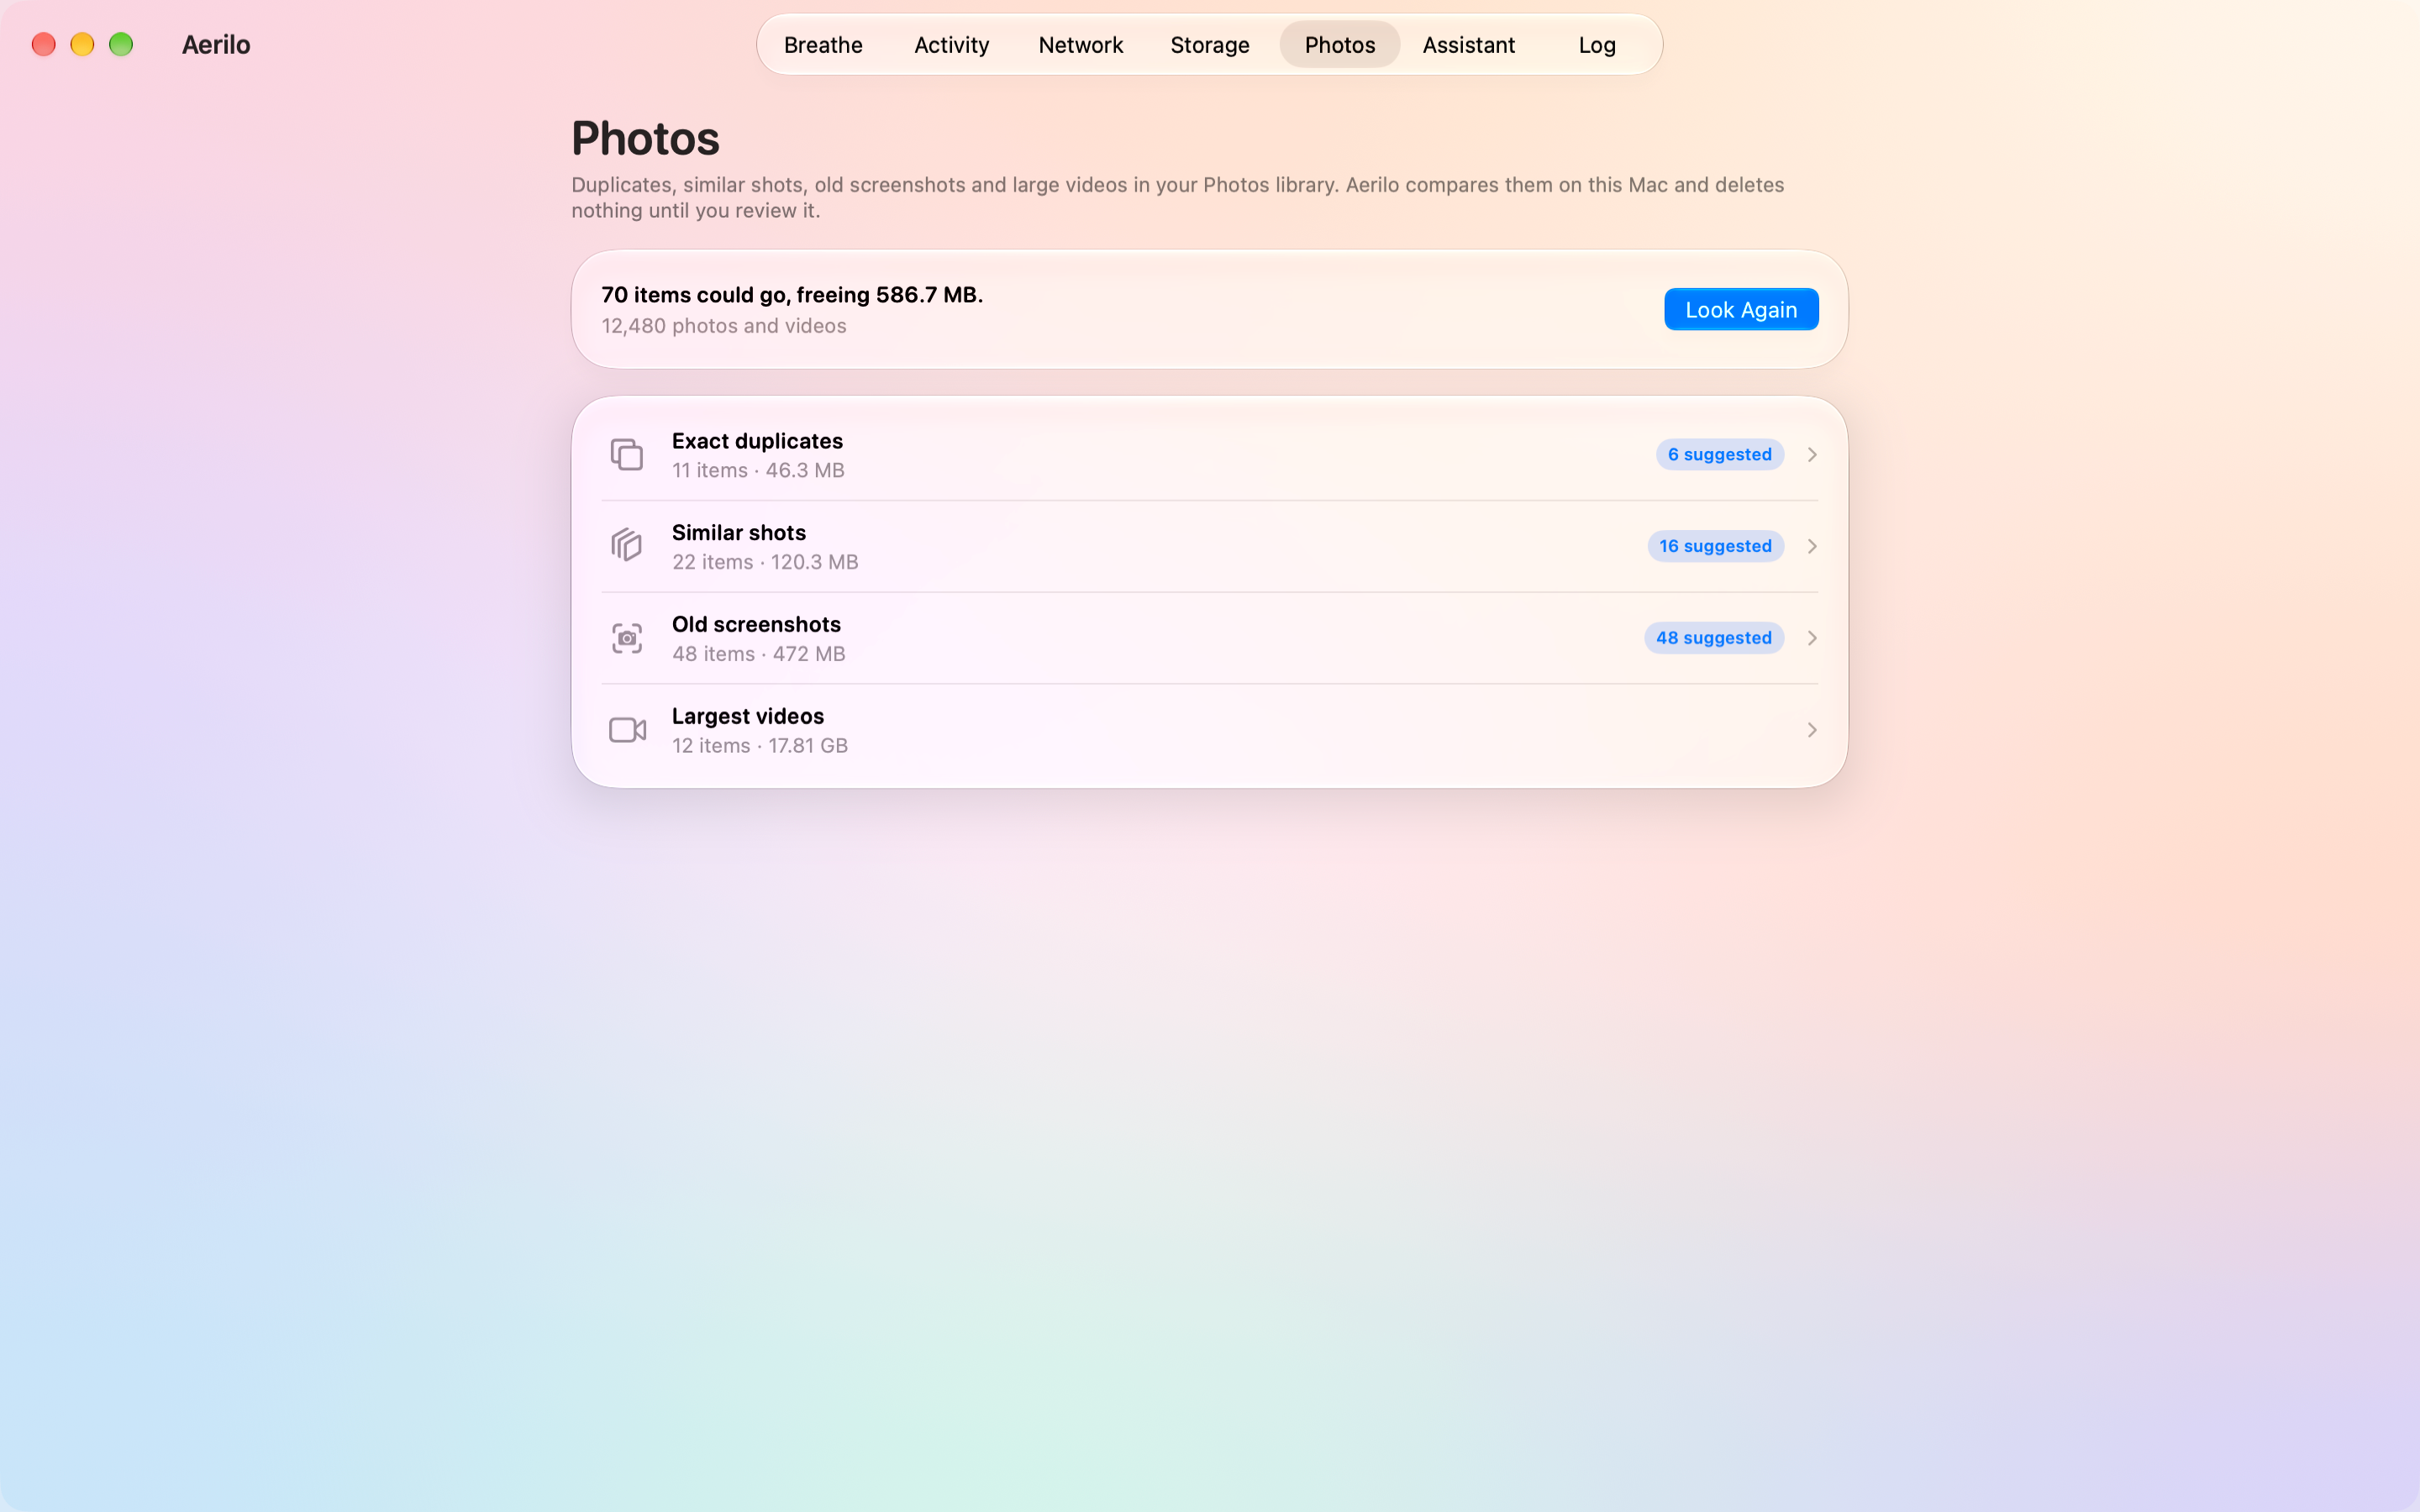 Aerilo
Breathe
Activity
Network
Storage
Photos
Assistant
Log
Photos
Duplicates, similar shots, old screenshots and large videos in your Photos library. Aerilo compares them on this Mac and deletes
nothing until you review it.
70 items could go, freeing 586.7 MB.
12,480 photos and videos
Look Again
Exact duplicates
11 items · 46.3 MB
6 suggested
Similar shots
22 items · 120.3 MB
16 suggested
Old screenshots
48 items · 472 MB
48 suggested
Largest videos
12 items · 17.81 GB